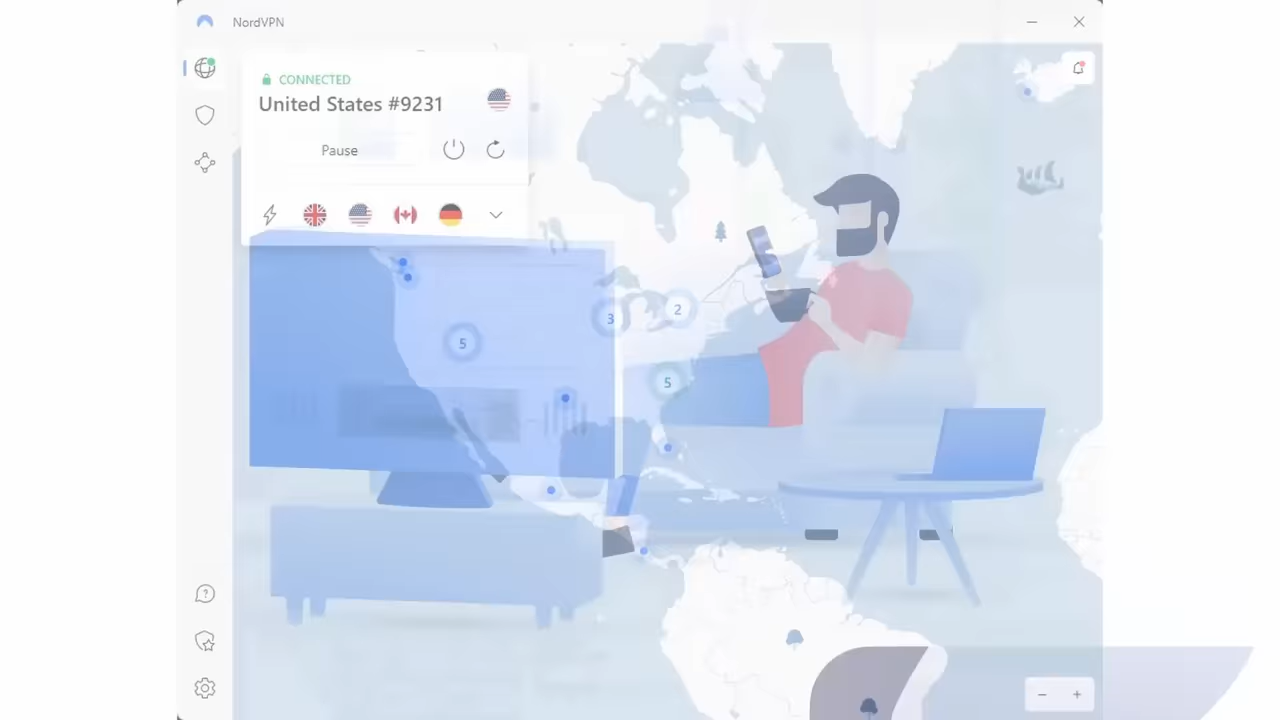 NordVPN
CONNECTED
United States #9231
Pause
3
2
5
5